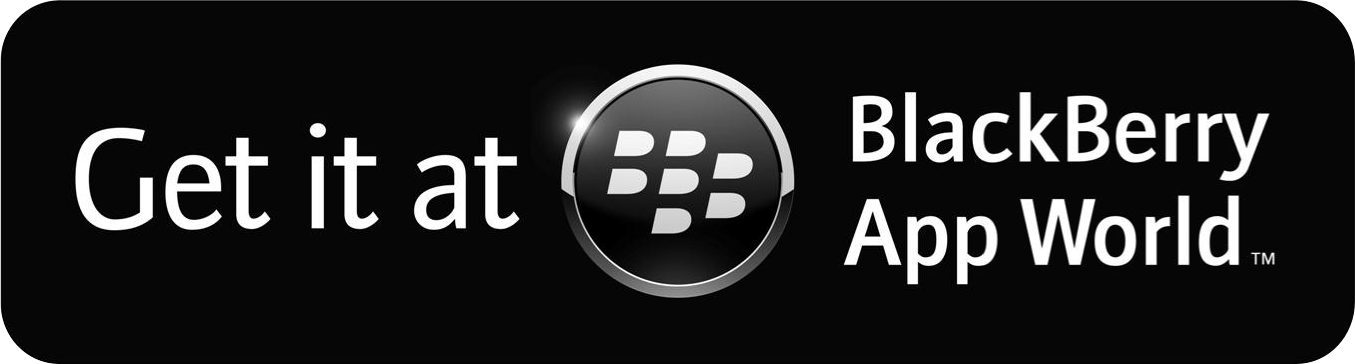 Get it at
BlackBerry
App World™